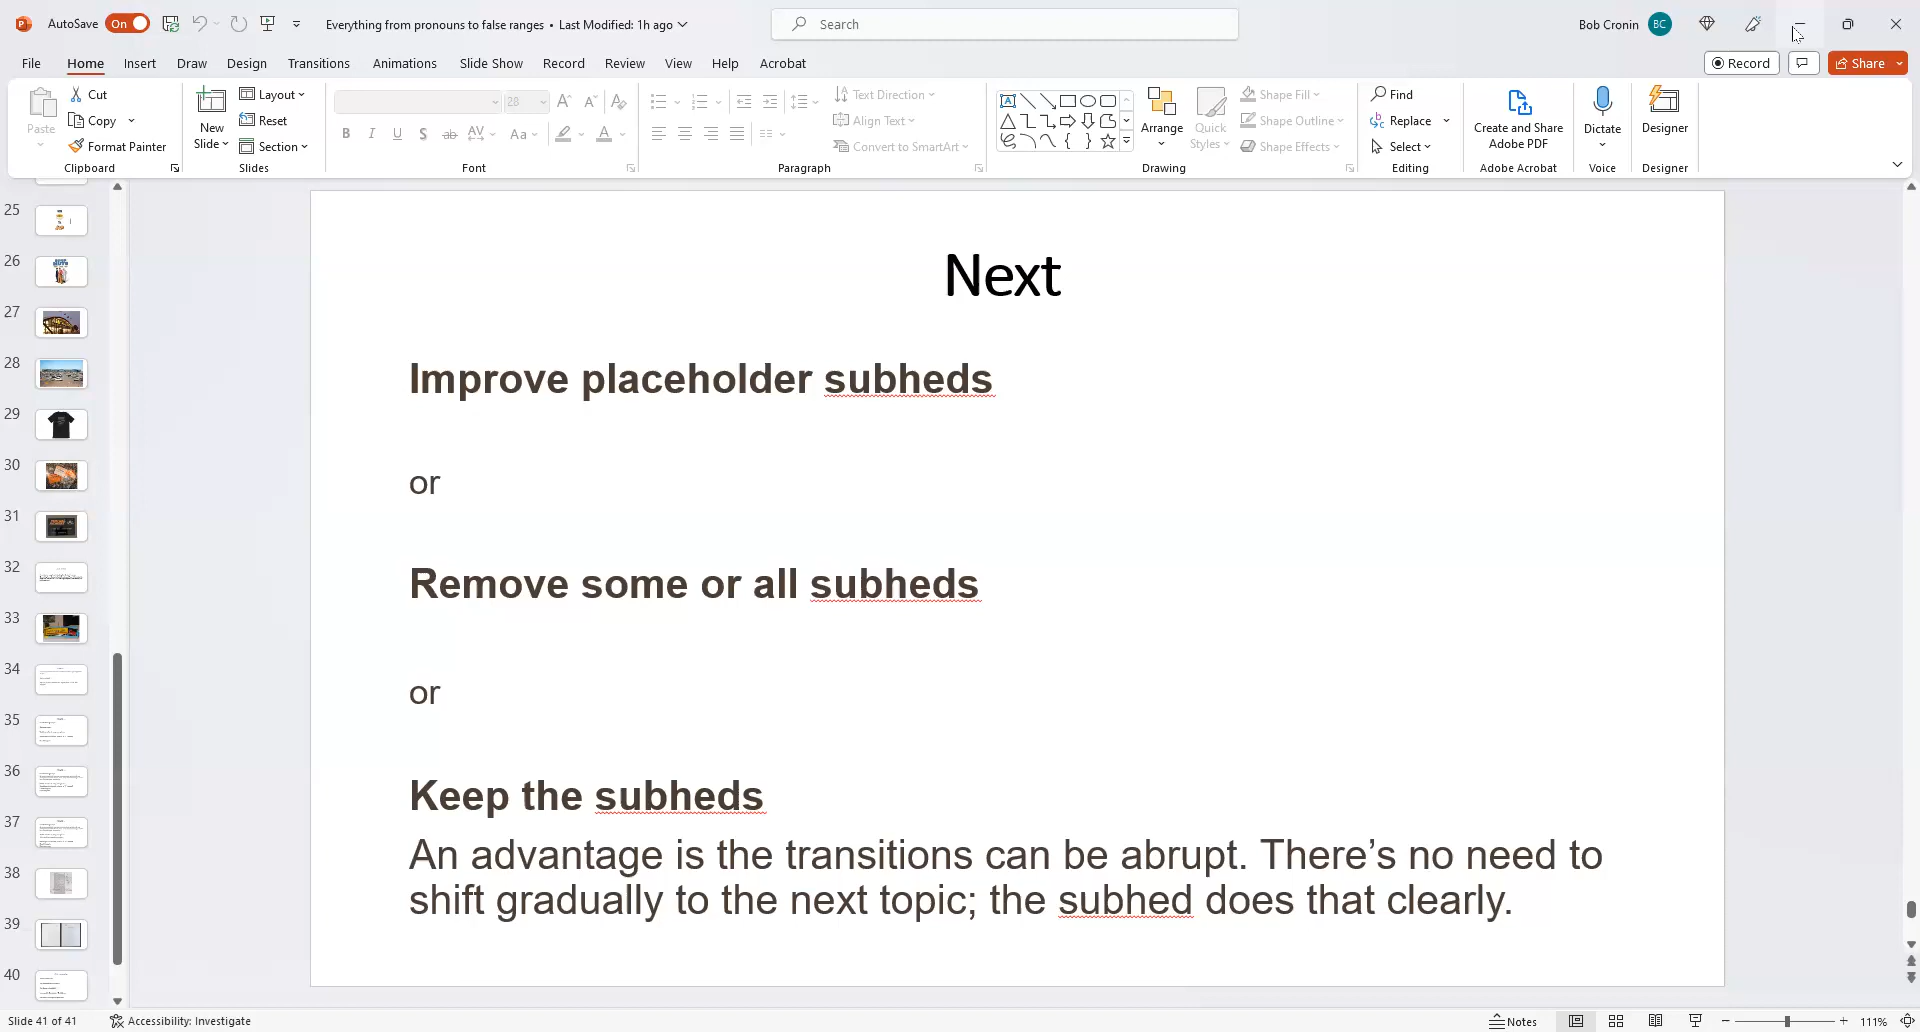 AutoSave On Everything from pronouns to false ranges • Last Modified: 1h ago Search Bob Cronin BC
File Home Insert Draw Design Transitions Animations Slide Show Record Review View Help Acrobat Record Share
Paste
Cut
Copy
Format Painter
Clipboard
New
Slide
Layout
Reset
Section
Slides
28
B I U S ab AV Aa A
Font
Text Direction
Align Text
Convert to SmartArt
Paragraph
Arrange
Quick
Styles
Shape Fill
Shape Outline
Shape Effects
Drawing
Find
Replace
Select
Editing
Create and Share
Adobe PDF
Adobe Acrobat
Dictate
Voice
Designer
Designer
25
26
27
28
29
30
31
32
33
34
35
36
37
38
39
40
Next
Improve placeholder subheds
or
Remove some or all subheds
or
Keep the subheds
An advantage is the transitions can be abrupt. There’s no need to
shift gradually to the next topic; the subhed does that clearly.
Slide 41 of 41 Accessibility: Investigate Notes 111%